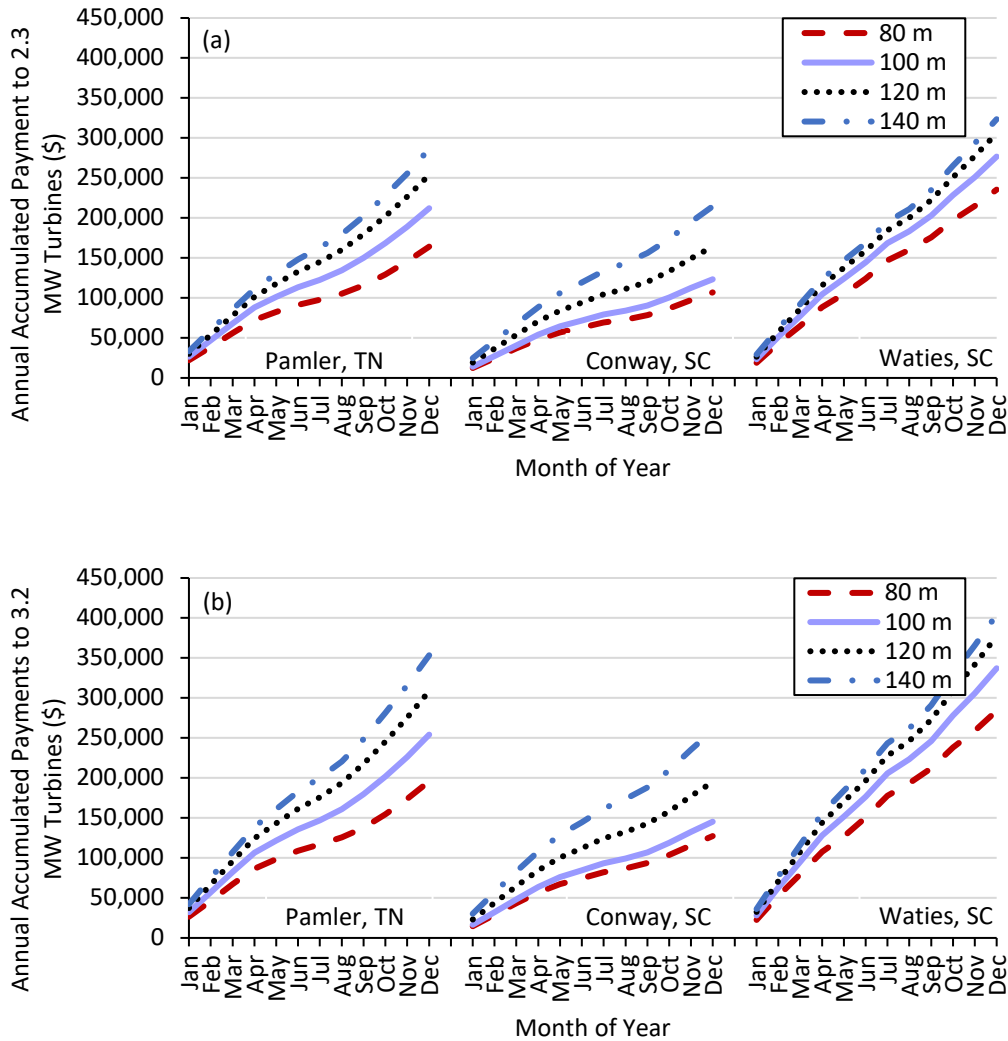 Annual Accumulated Payment to 2.3
MW Turbines ($)
450,000
400,000
350,000
300,000
250,000
200,000
150,000
100,000
50,000
0
(a)
80 m
100 m
120 m
140 m
Pamler, TN
Conway, SC
Waties, SC
Jan
Feb
Mar
Apr
May
Jun
Jul
Aug
Sep
Oct
Nov
Dec
Jan
Feb
Mar
Apr
May
Jun
Jul
Aug
Sep
Oct
Nov
Dec
Jan
Feb
Mar
Apr
May
Jun
Jul
Aug
Sep
Oct
Nov
Dec
Month of Year
Annual Accumulated Payments to 3.2
MW Turbines ($)
450,000
400,000
350,000
300,000
250,000
200,000
150,000
100,000
50,000
0
(b)
80 m
100 m
120 m
140 m
Pamler, TN
Conway, SC
Waties, SC
Jan
Feb
Mar
Apr
May
Jun
Jul
Aug
Sep
Oct
Nov
Dec
Jan
Feb
Mar
Apr
May
Jun
Jul
Aug
Sep
Oct
Nov
Dec
Jan
Feb
Mar
Apr
May
Jun
Jul
Aug
Sep
Oct
Nov
Dec
Month of Year